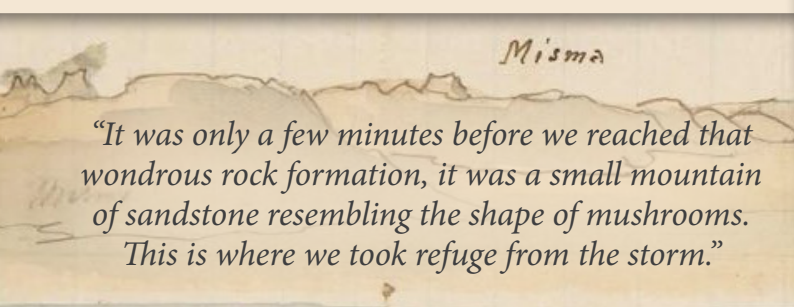 Misma
“It was only a few minutes before we reached that
wondrous rock formation, it was a small mountain
of sandstone resembling the shape of mushrooms.
This is where we took refuge from the storm.”